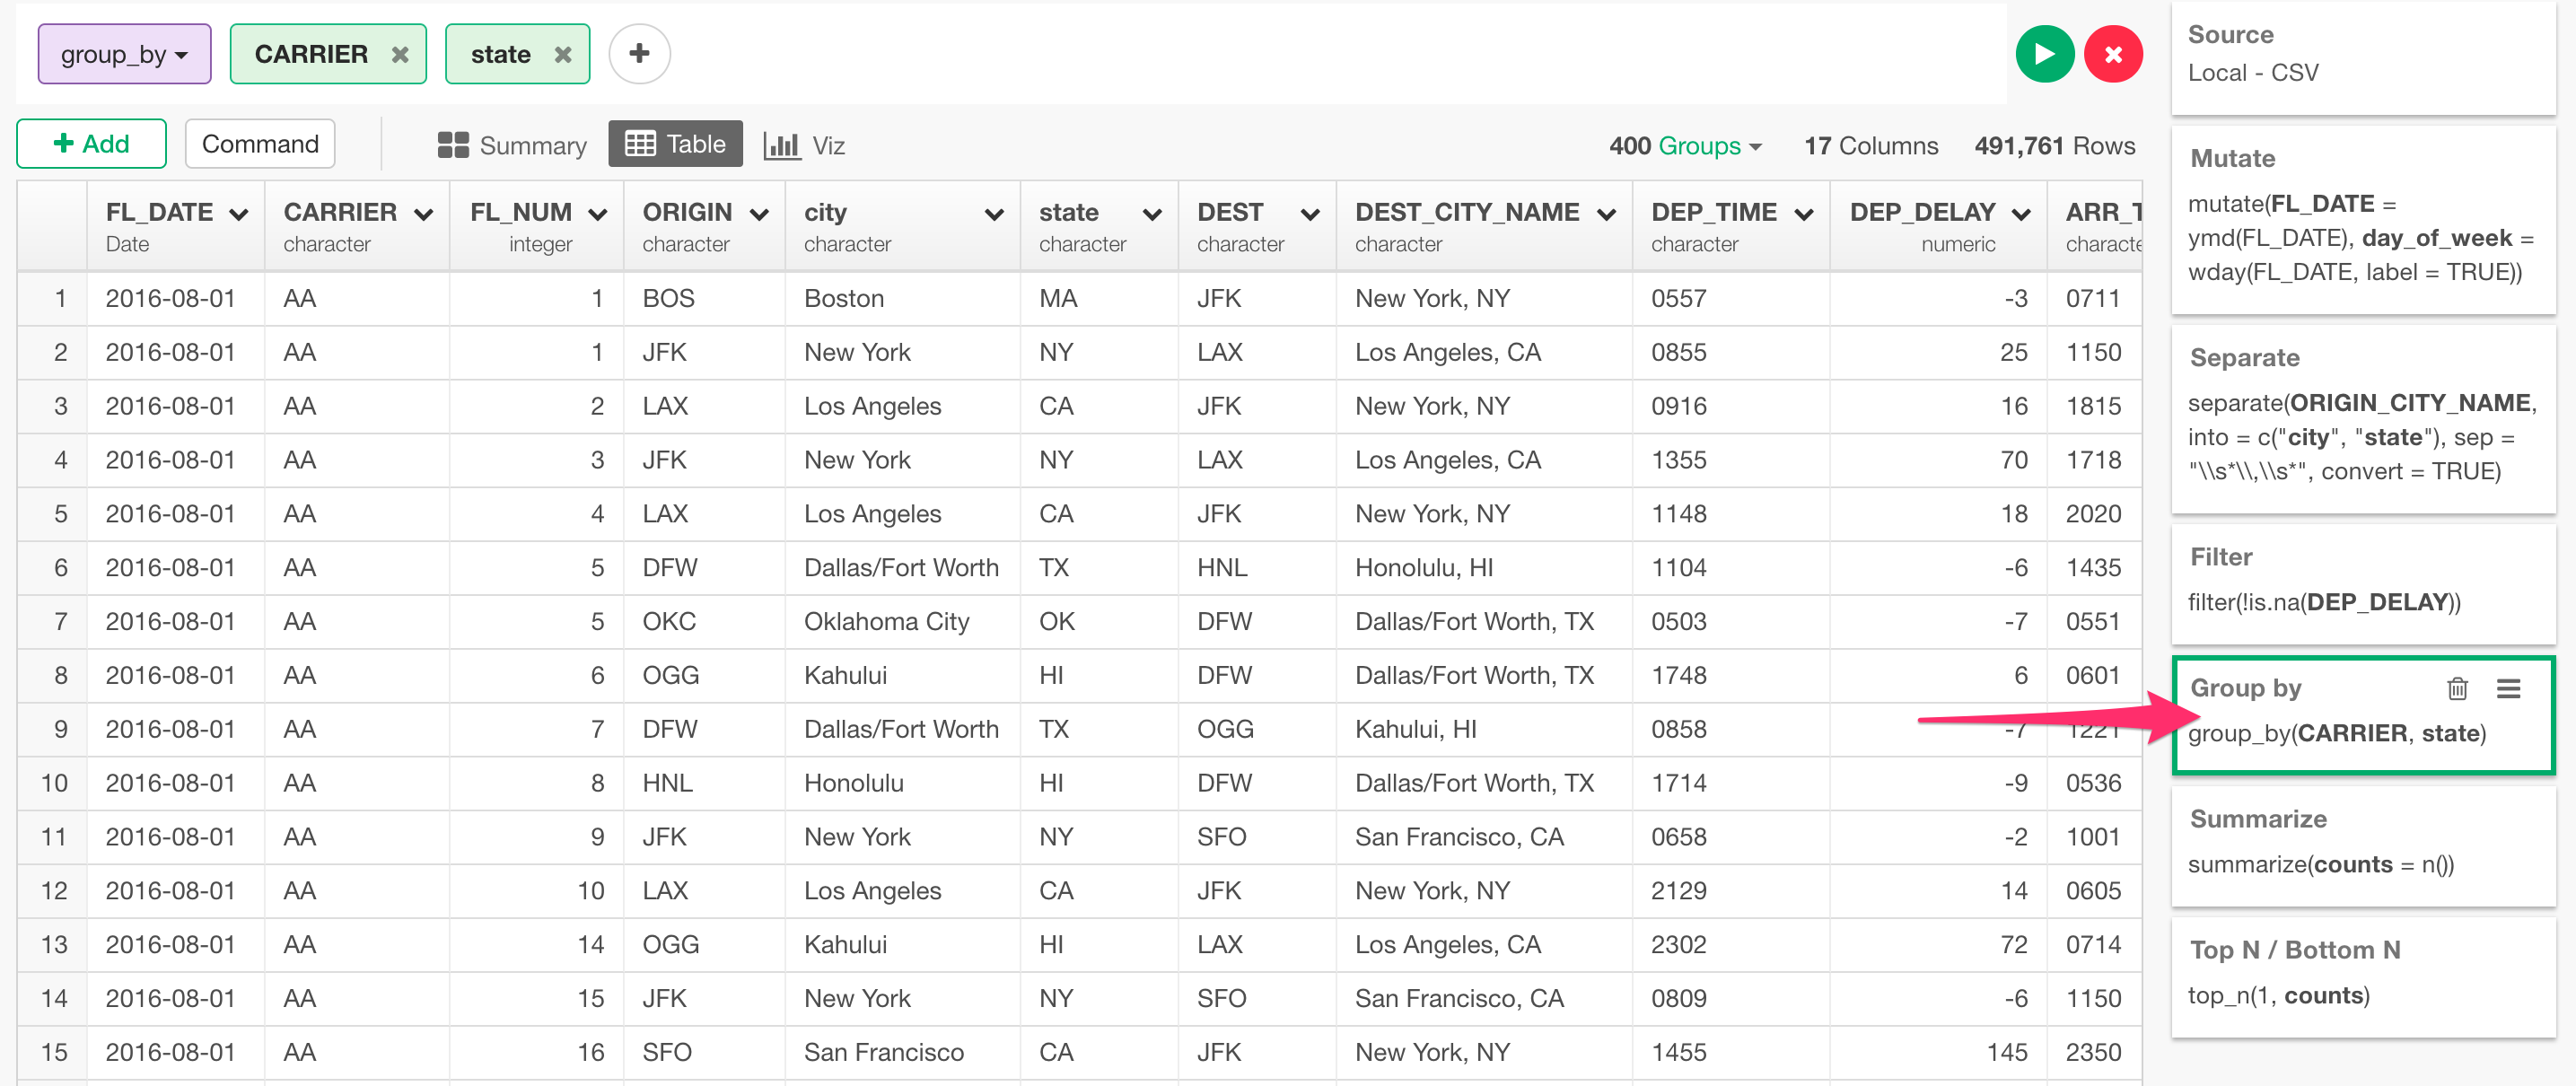 group_by CARRIER state
Add Command Summary Table Viz 400 Groups 17 Columns 491,761 Rows
FL_DATE CARRIER FL_NUM ORIGIN city state DEST DEST_CITY_NAME DEP_TIME DEP_DELAY ARR_T
Date character integer character character character character character character numeric characte
1 2016-08-01 AA 1 BOS Boston MA JFK New York, NY 0557 -3 0711
2 2016-08-01 AA 1 JFK New York NY LAX Los Angeles, CA 0855 25 1150
3 2016-08-01 AA 2 LAX Los Angeles CA JFK New York, NY 0916 16 1815
4 2016-08-01 AA 3 JFK New York NY LAX Los Angeles, CA 1355 70 1718
5 2016-08-01 AA 4 LAX Los Angeles CA JFK New York, NY 1148 18 2020
6 2016-08-01 AA 5 DFW Dallas/Fort Worth TX HNL Honolulu, HI 1104 -6 1435
7 2016-08-01 AA 5 OKC Oklahoma City OK DFW Dallas/Fort Worth, TX 0503 -7 0551
8 2016-08-01 AA 6 OGG Kahului HI DFW Dallas/Fort Worth, TX 1748 6 0601
9 2016-08-01 AA 7 DFW Dallas/Fort Worth TX OGG Kahului, HI 0858 -7 1221
10 2016-08-01 AA 8 HNL Honolulu HI DFW Dallas/Fort Worth, TX 1714 -9 0536
11 2016-08-01 AA 9 JFK New York NY SFO San Francisco, CA 0658 -2 1001
12 2016-08-01 AA 10 LAX Los Angeles CA JFK New York, NY 2129 14 0605
13 2016-08-01 AA 14 OGG Kahului HI LAX Los Angeles, CA 2302 72 0714
14 2016-08-01 AA 15 JFK New York NY SFO San Francisco, CA 0809 -6 1150
15 2016-08-01 AA 16 SFO San Francisco CA JFK New York, NY 1455 145 2350
Source
Local - CSV
Mutate
mutate(FL_DATE =
ymd(FL_DATE), day_of_week =
wday(FL_DATE, label = TRUE))
Separate
separate(ORIGIN_CITY_NAME,
into = c("city", "state"), sep =
"\\s*\\,\\s*", convert = TRUE)
Filter
filter(!is.na(DEP_DELAY))
Group by
group_by(CARRIER, state)
Summarize
summarize(counts = n())
Top N / Bottom N
top_n(1, counts)